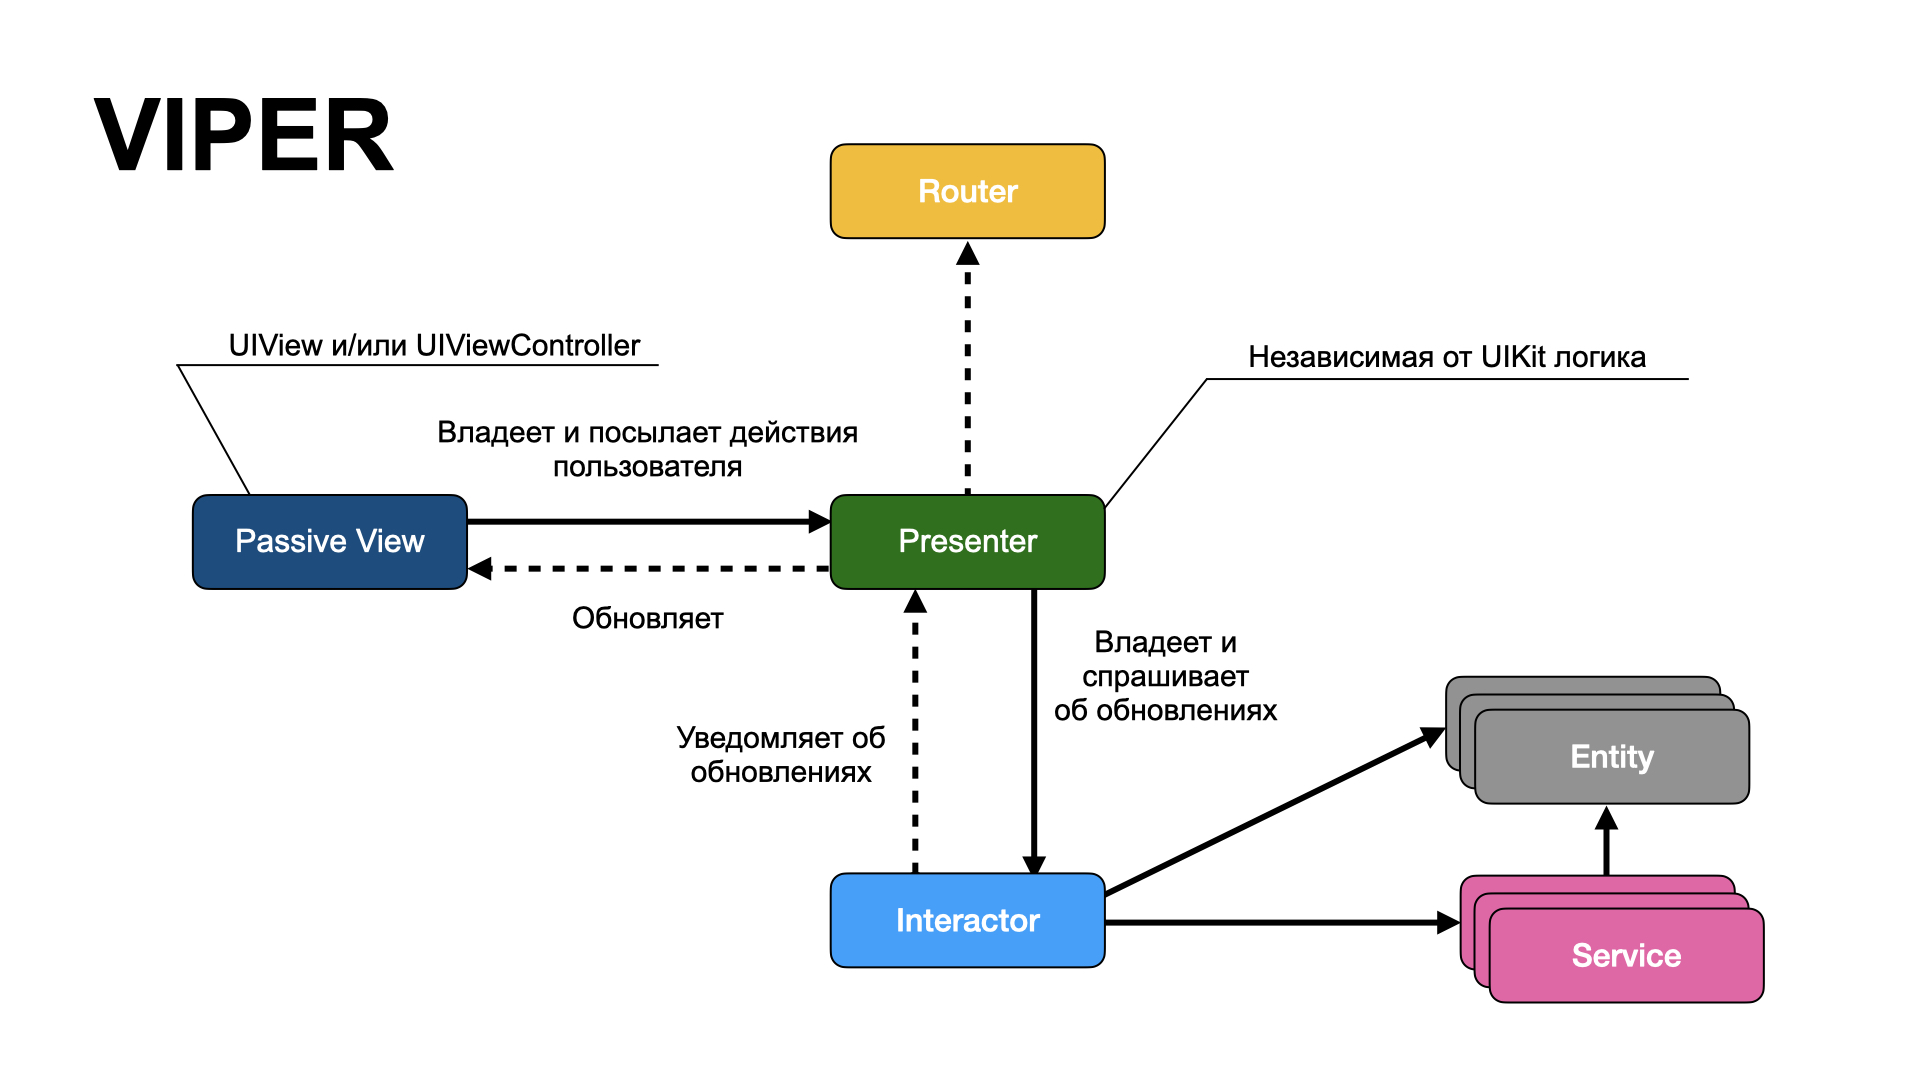 VIPER
Router
UIView и/или UIViewController
Независимая от UIKit логика
Владеет и посылает действия
пользователя
Passive View
Presenter
Обновляет
Владеет и
спрашивает
об обновлениях
Уведомляет об
обновлениях
Entity
Interactor
Service